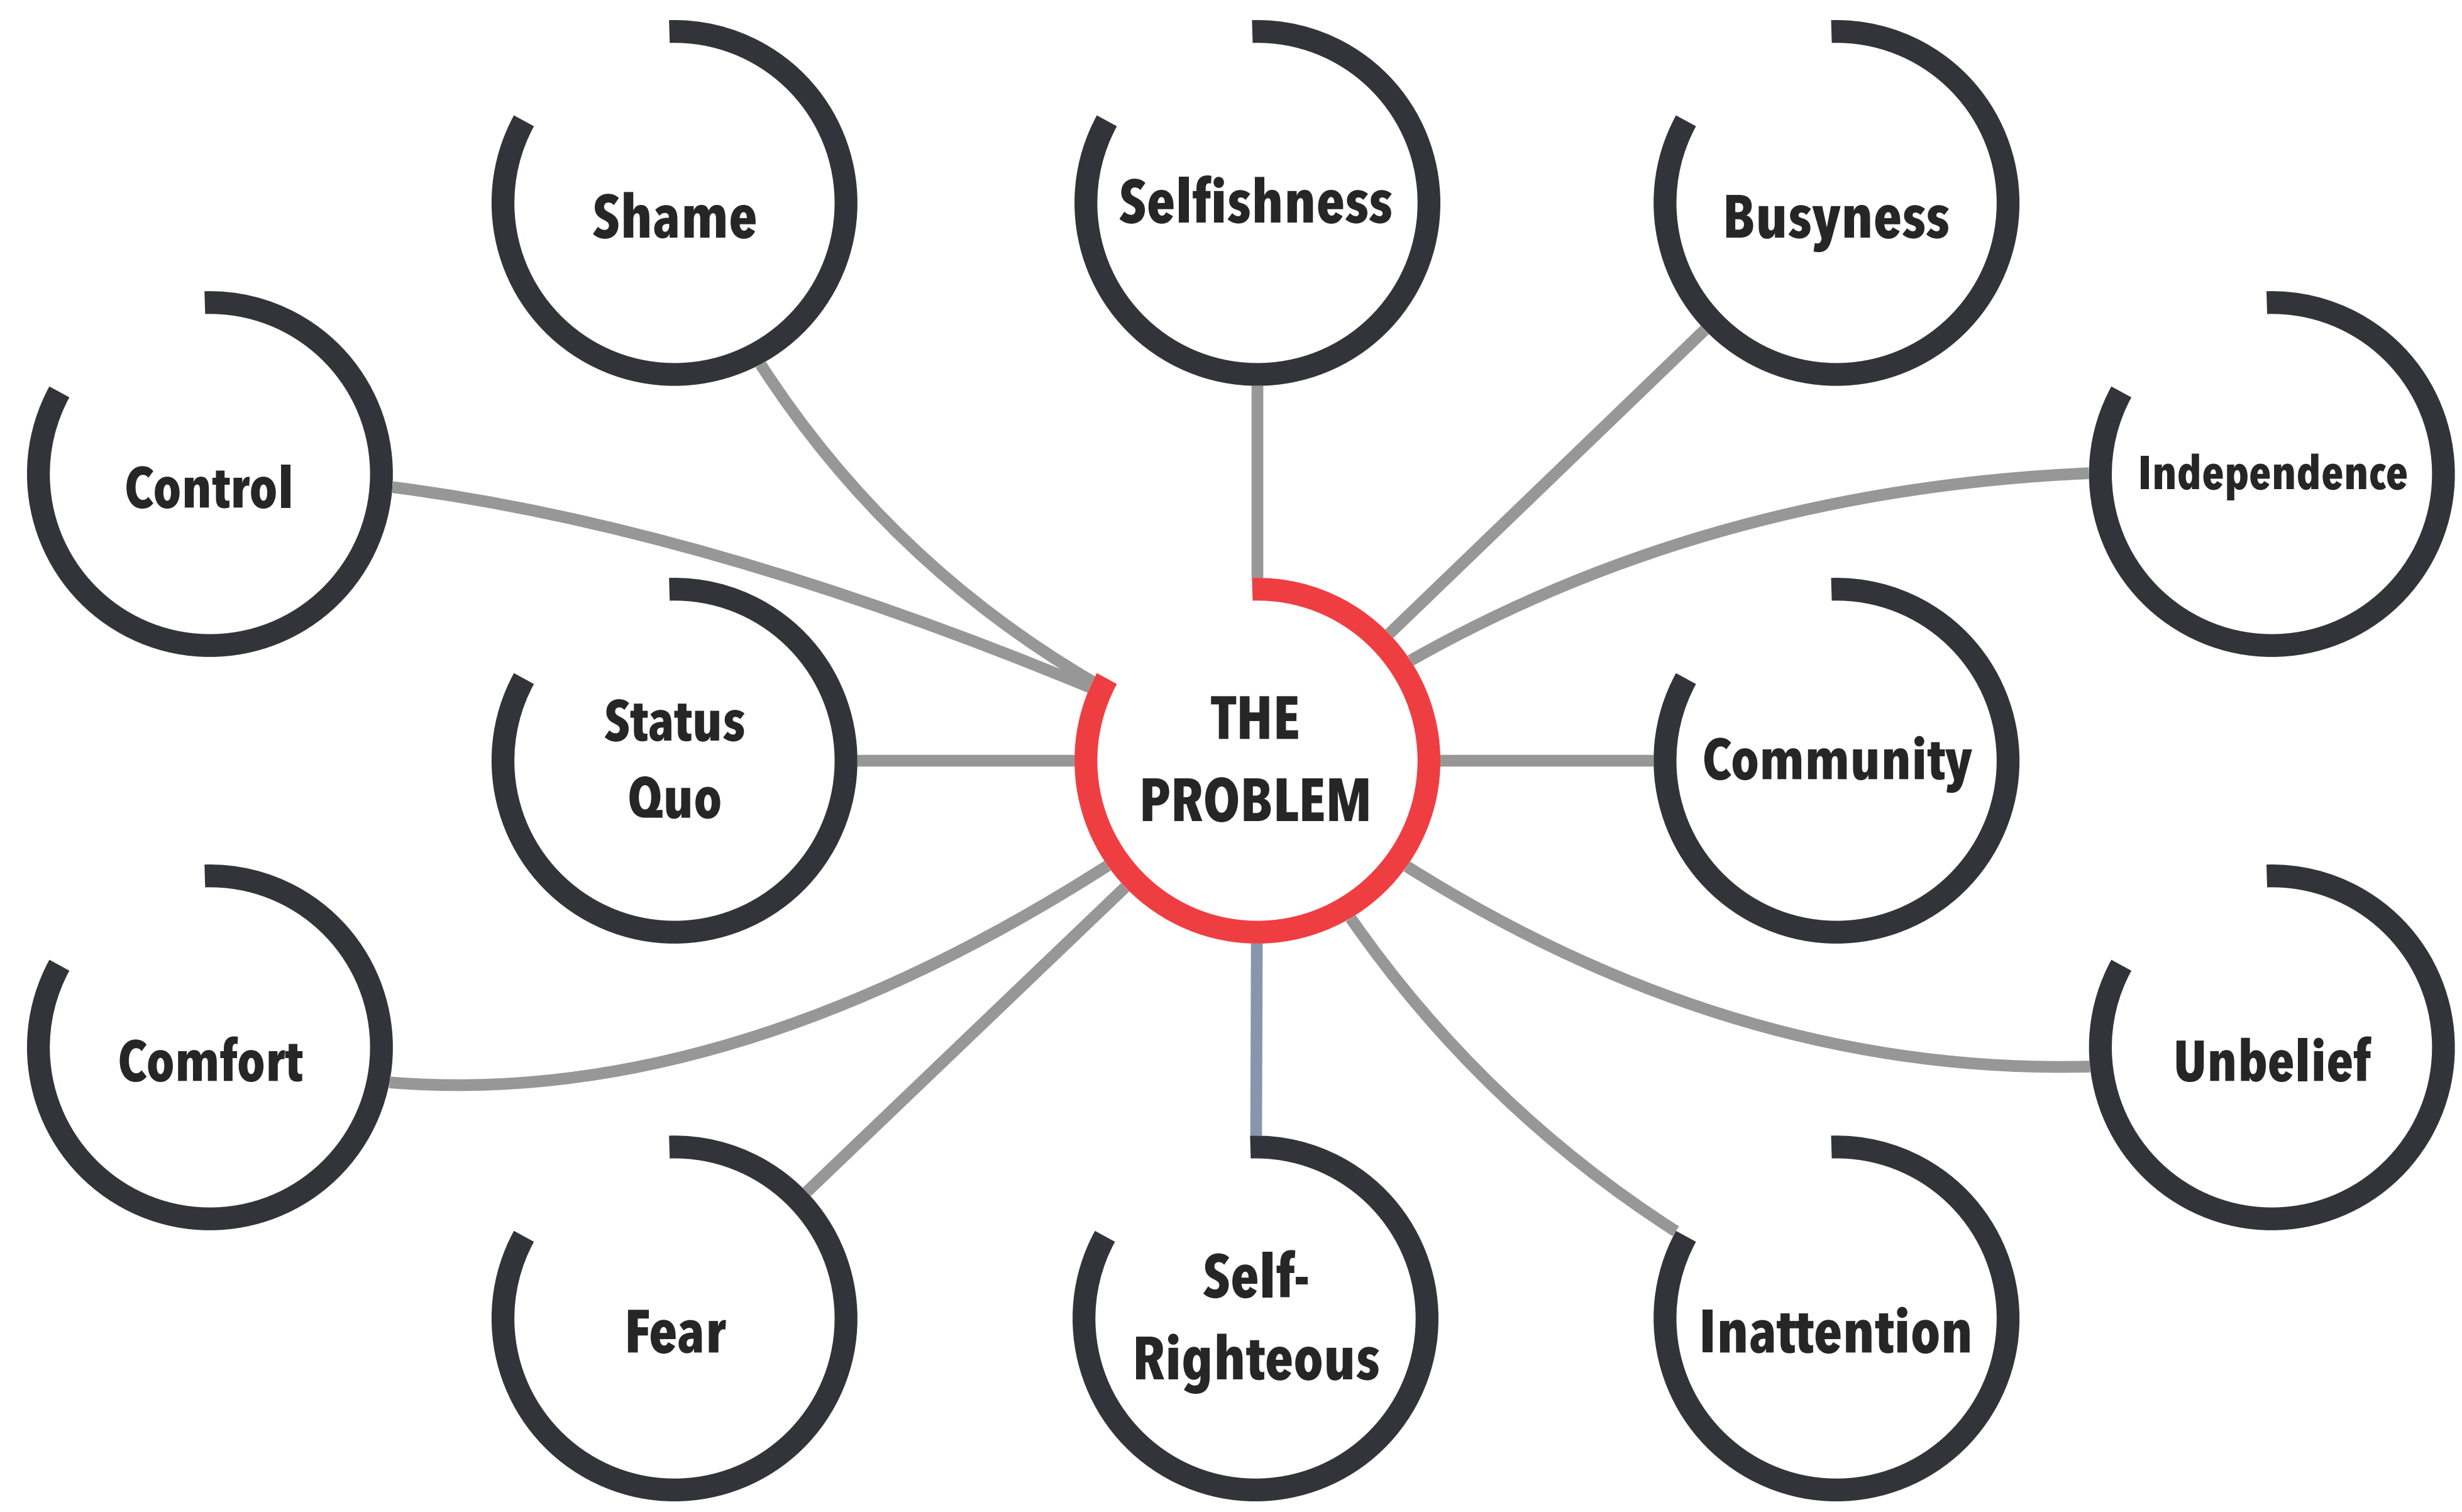 Shame
Selfishness
Busyness
Control
Independence
Status
Quo
THE
PROBLEM
Community
Comfort
Unbelief
Fear
Self-
Righteous
Inattention